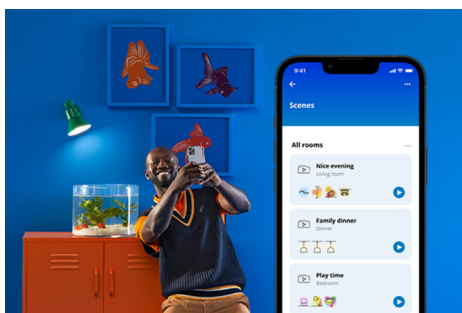 9:41
Scenes
All rooms
Nice evening
Living room
Family dinner
Dinner
Play time
Bedroom